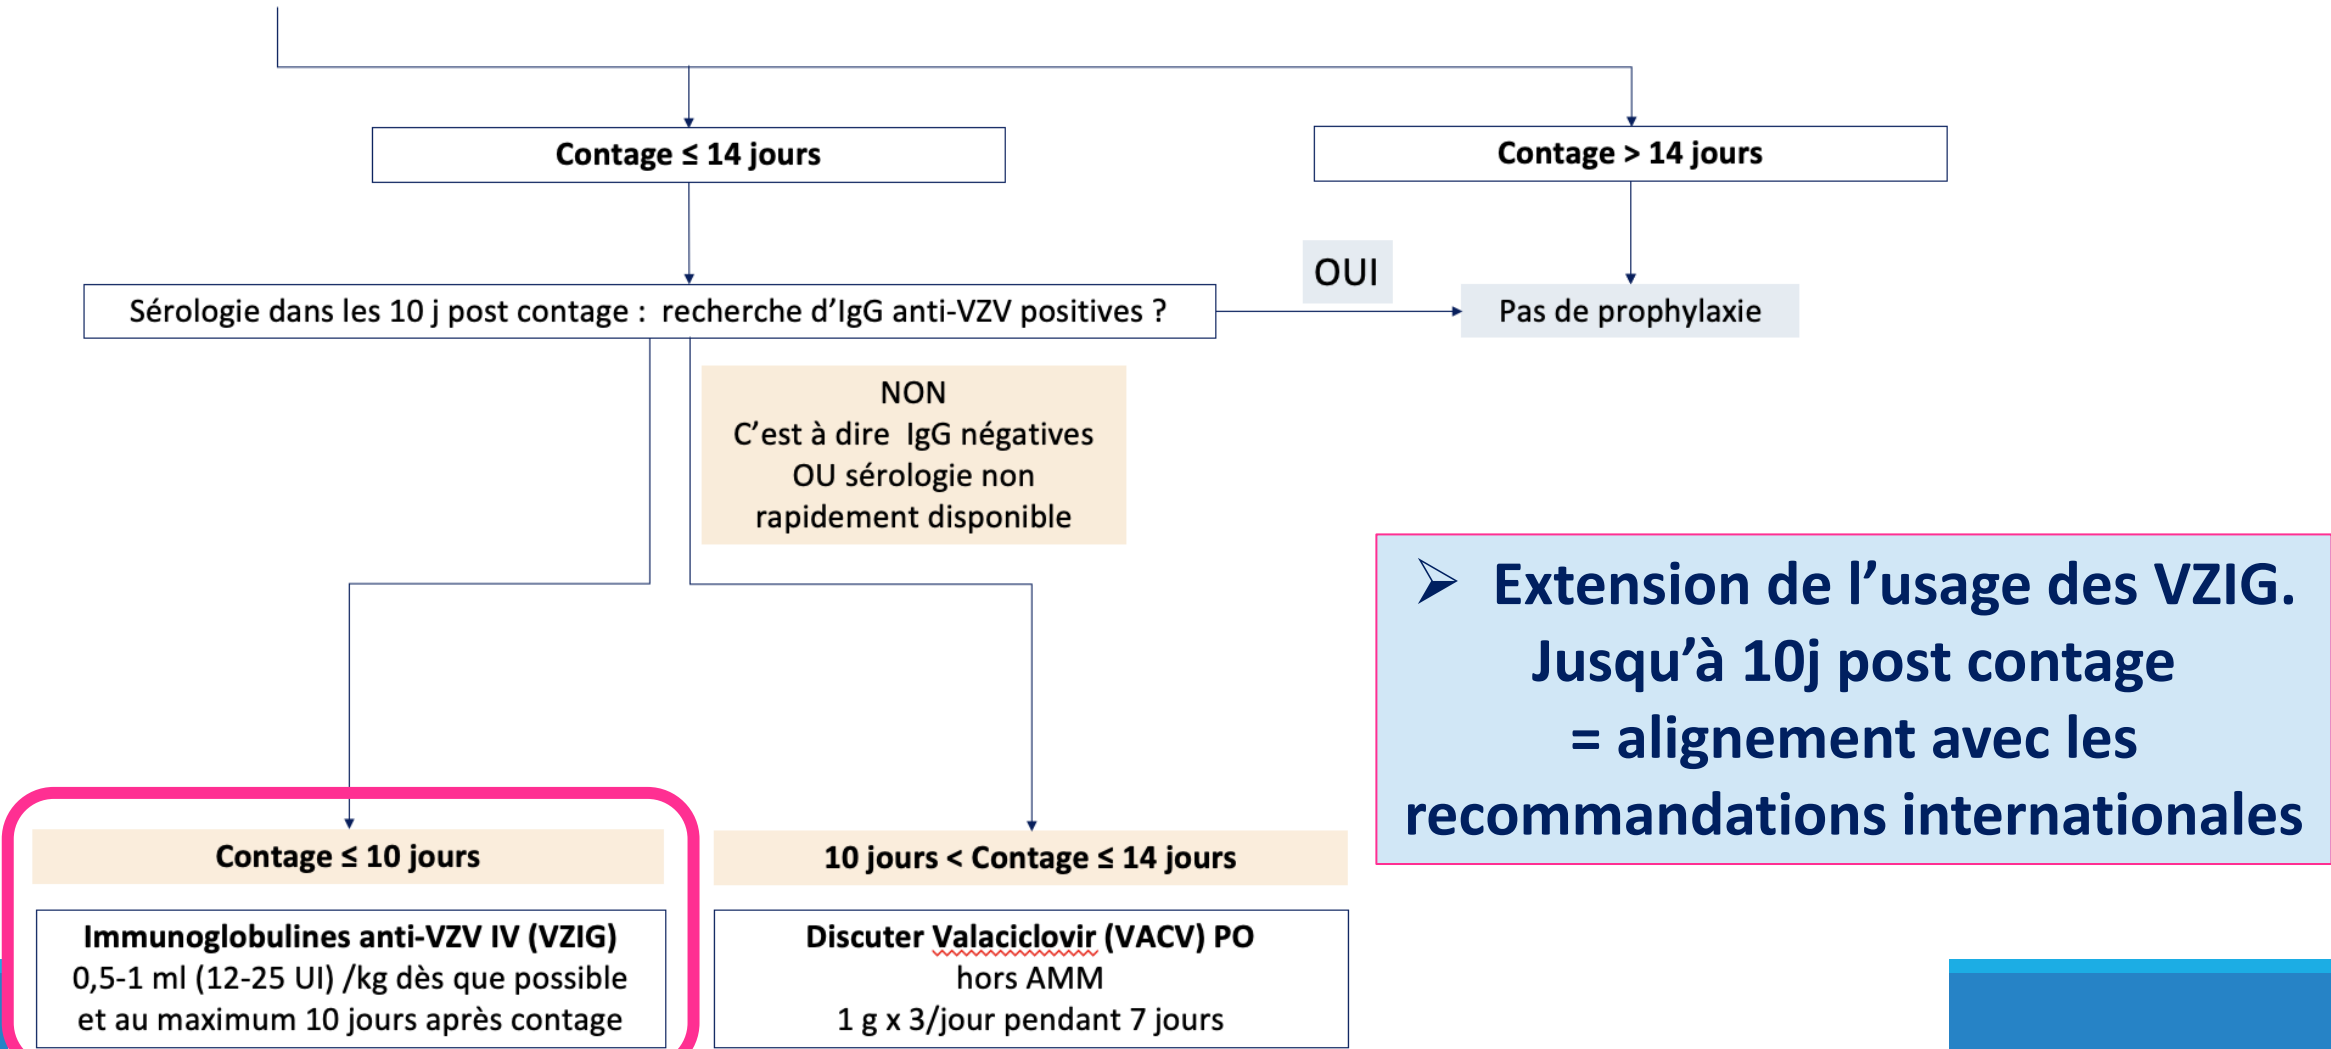 Contage ≤ 14 jours
Contage > 14 jours
Sérologie dans les 10 j post contage :  recherche d’IgG anti-VZV positives ?
OUI
Pas de prophylaxie
NON
C’est à dire  IgG négatives
OU sérologie non
rapidement disponible
➢ Extension de l’usage des VZIG.
Jusqu’à 10j post contage
= alignement avec les
recommandations internationales
Contage ≤ 10 jours
10 jours < Contage ≤ 14 jours
Immunoglobulines anti-VZV IV (VZIG)
0,5-1 ml (12-25 UI) /kg dès que possible
et au maximum 10 jours après contage
Discuter Valaciclovir (VACV) PO
hors AMM
1 g x 3/jour pendant 7 jours